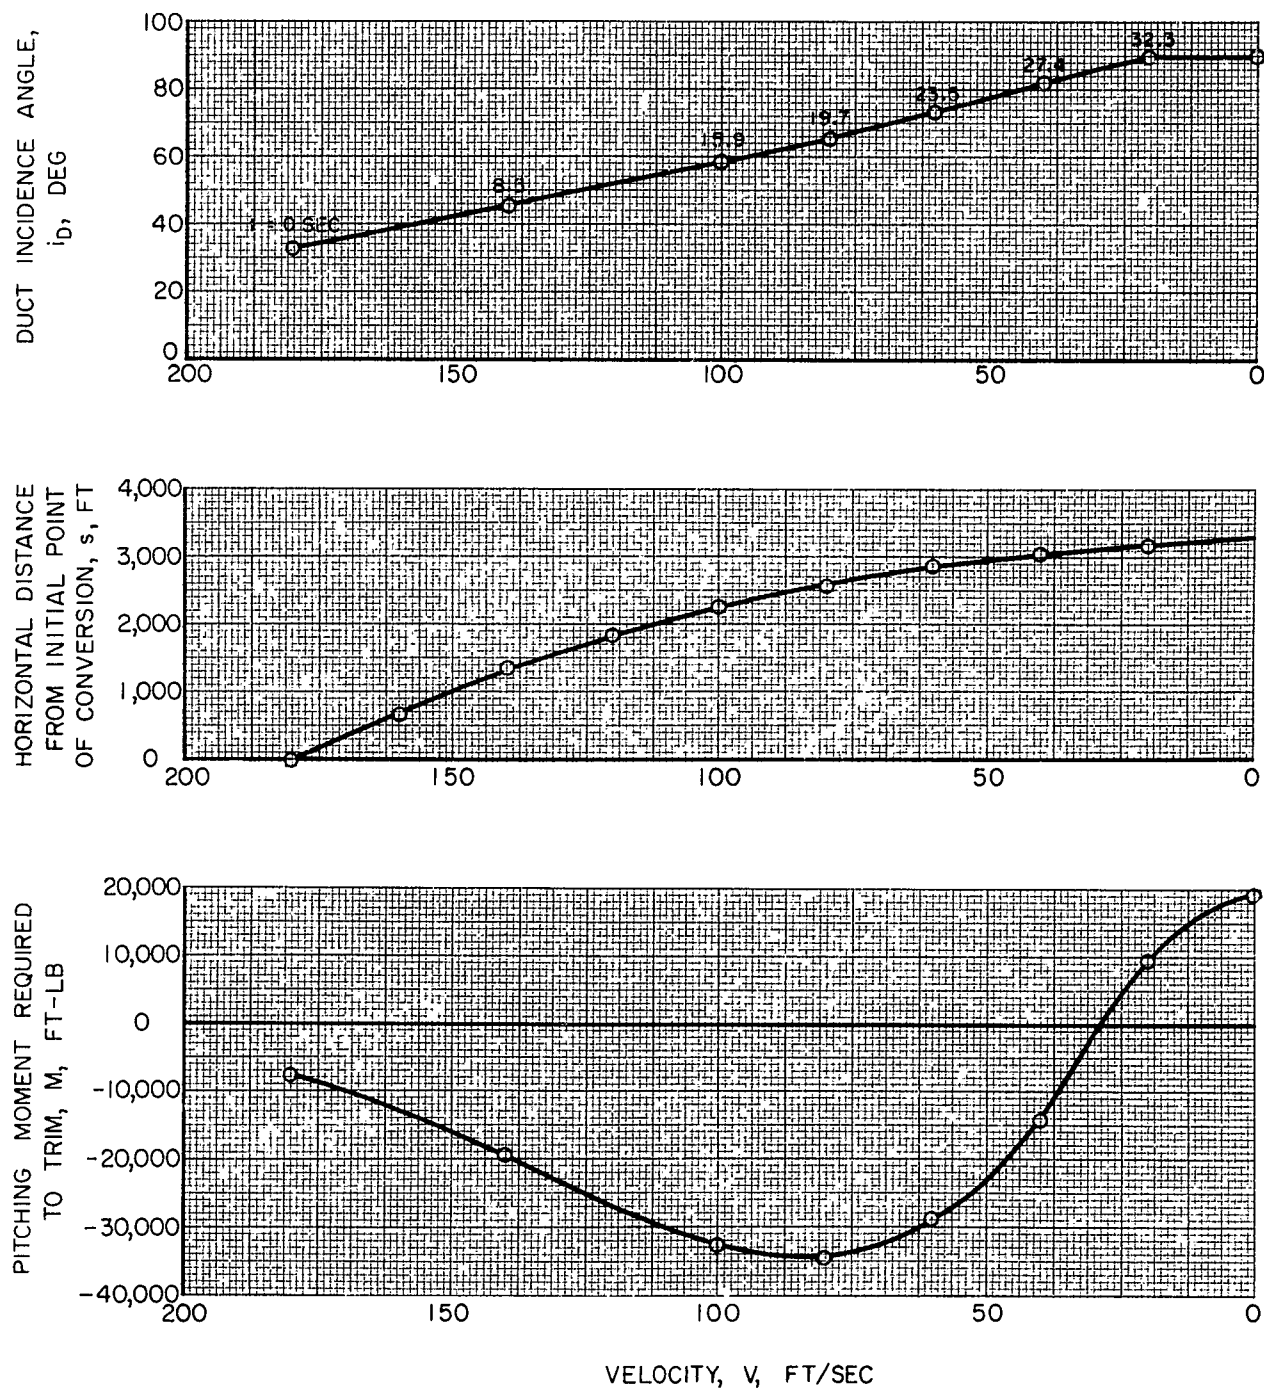 DUCT INCIDENCE ANGLE,
iD, DEG
100
80
60
40
20
0
t = 0 SEC
8.3
15.9
19.7
23.5
27.4
32.3
200 150 100 50 0
HORIZONTAL DISTANCE
FROM INITIAL POINT
OF CONVERSION, s, FT
4,000
3,000
2,000
1,000
0
200 150 100 50 0
PITCHING MOMENT REQUIRED
TO TRIM, M, FT-LB
20,000
10,000
0
-10,000
-20,000
-30,000
-40,000
200 150 100 50 0
VELOCITY, V, FT/SEC